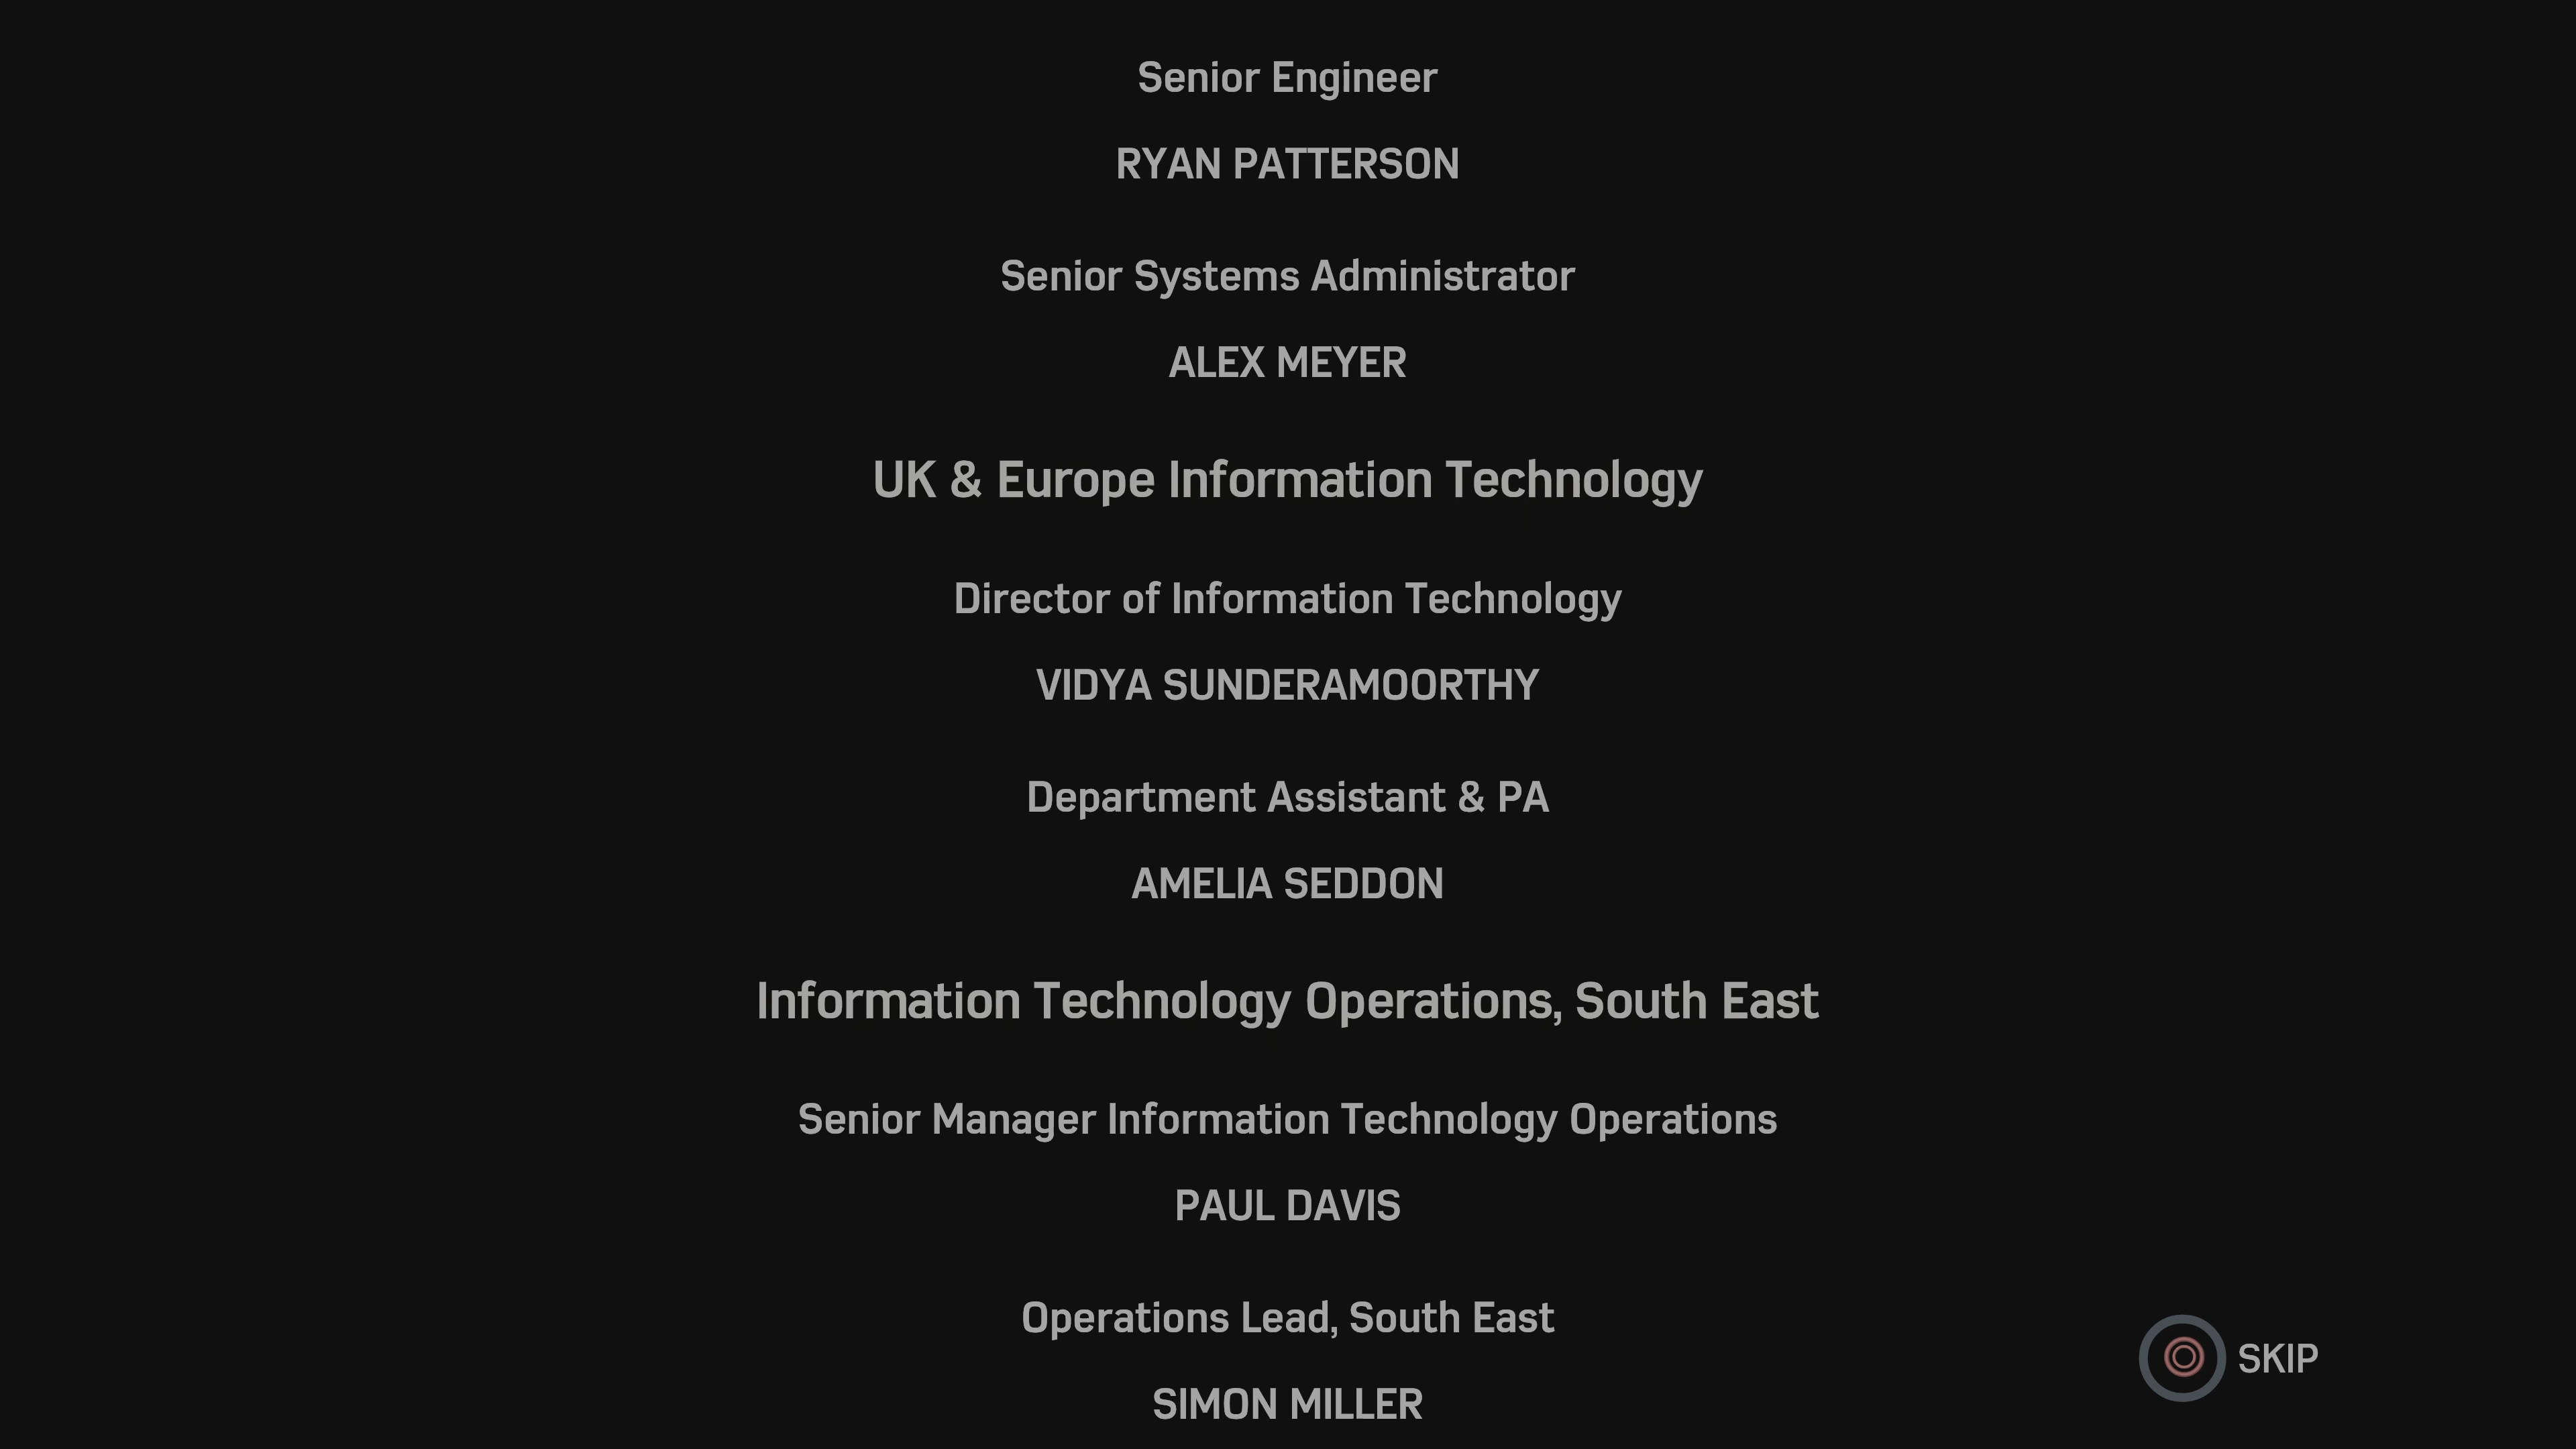 Senior Engineer
RYAN PATTERSON
Senior Systems Administrator
ALEX MEYER
UK & Europe Information Technology
Director of Information Technology
VIDYA SUNDERAMOORTHY
Department Assistant & PA
AMELIA SEDDON
Information Technology Operations, South East
Senior Manager Information Technology Operations
PAUL DAVIS
Operations Lead, South East
SKIP
SIMON MILLER